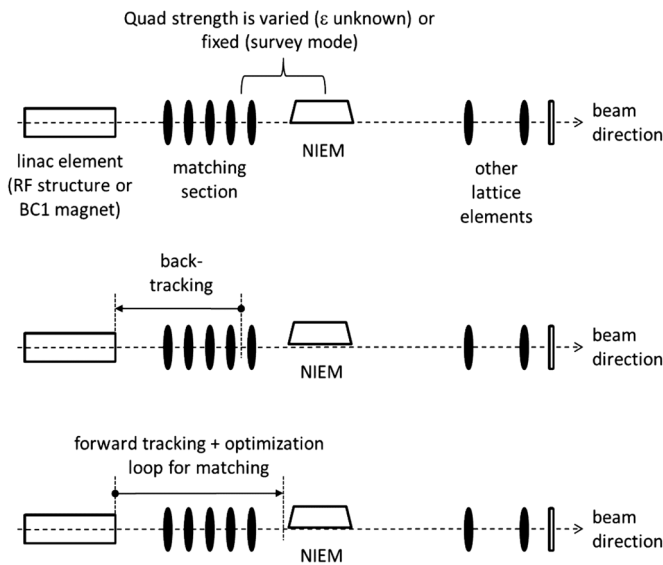 Quad strength is varied (ε unknown) or
fixed (survey mode)
beam
direction
NIEM
linac element
(RF structure or
BC1 magnet)
matching
section
other
lattice
elements
back-
tracking
beam
direction
NIEM
forward tracking + optimization
loop for matching
beam
direction
NIEM